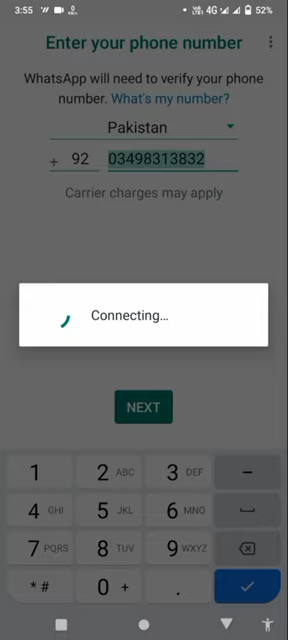 3:55 4G 52%
Enter your phone number
WhatsApp will need to verify your phone
number. What's my number?
Pakistan
+ 92 03498313832
Carrier charges may apply
Connecting...
NEXT
1 2 ABC 3 DEF –
4 GHI 5 JKL 6 MNO
7 PQRS 8 TUV 9 WXYZ
* # 0 + .